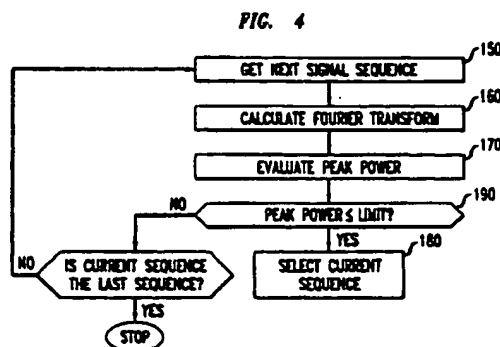 FIG. 4
150
GET NEXT SIGNAL SEQUENCE
160
CALCULATE FOURIER TRANSFORM
170
EVALUATE PEAK POWER
190
NO
PEAK POWER ≤ LIMIT?
NO
IS CURRENT SEQUENCE
THE LAST SEQUENCE?
YES
180
SELECT CURRENT
SEQUENCE
YES
STOP